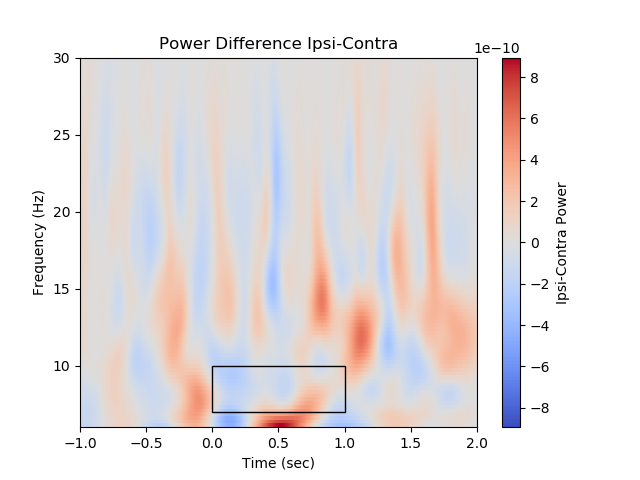 Power Difference Ipsi-Contra
1e−10
30
25
20
15
10
Frequency (Hz)
−1.0 −0.5 0.0 0.5 1.0 1.5 2.0
Time (sec)
8
6
4
2
0
−2
−4
−6
−8
Ipsi-Contra Power